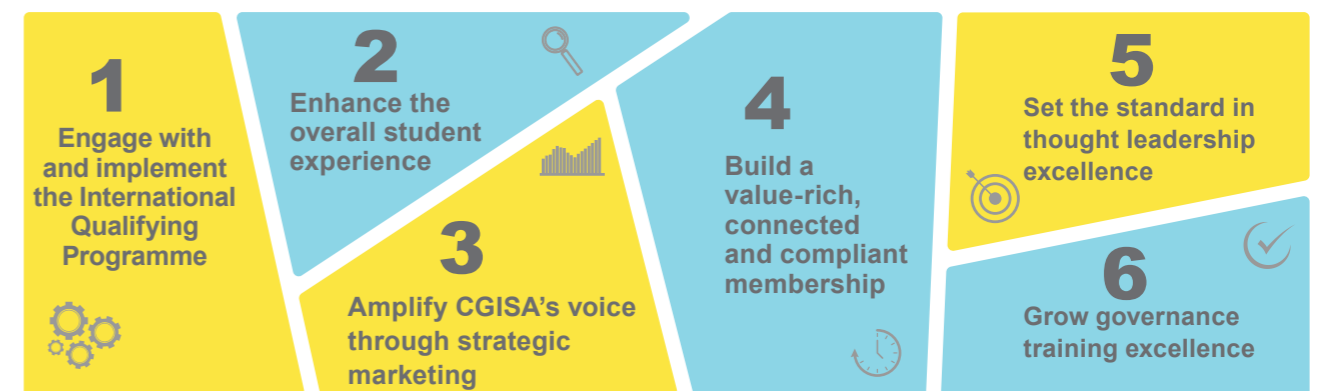 1
Engage with
and implement
the International
Qualifying
Programme
2
Enhance the
overall student
experience
3
Amplify CGISA’s voice
through strategic
marketing
4
Build a
value-rich,
connected
and compliant
membership
5
Set the standard in
thought leadership
excellence
6
Grow governance
training excellence